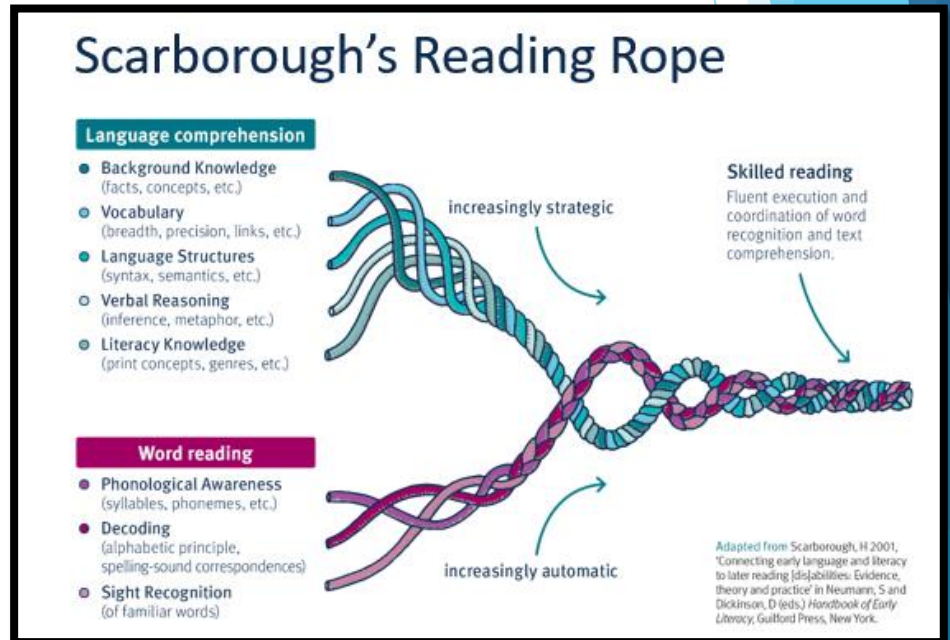 Scarborough's Reading Rope
Language comprehension
Background Knowledge
(facts, concepts, etc.)
Vocabulary
(breadth, precision, links, etc.)
Language Structures
(syntax, semantics, etc.)
Verbal Reasoning
(inference, metaphor, etc.)
Literacy Knowledge
(print concepts, genres, etc.)
Word reading
Phonological Awareness
(syllables, phonemes, etc.)
Decoding
(alphabetic principle,
spelling-sound correspondences)
Sight Recognition
(of familiar words)
increasingly strategic
increasingly automatic
Skilled reading
Fluent execution and
coordination of word
recognition and text
comprehension.
Adapted from Scarborough, H 2001,
'Connecting early language and literacy
to later reading [dis]abilities: Evidence,
theory and practice' in Neumann, S and
Dickinson, D (eds.) Handbook of Early
Literacy, Guilford Press, New York.